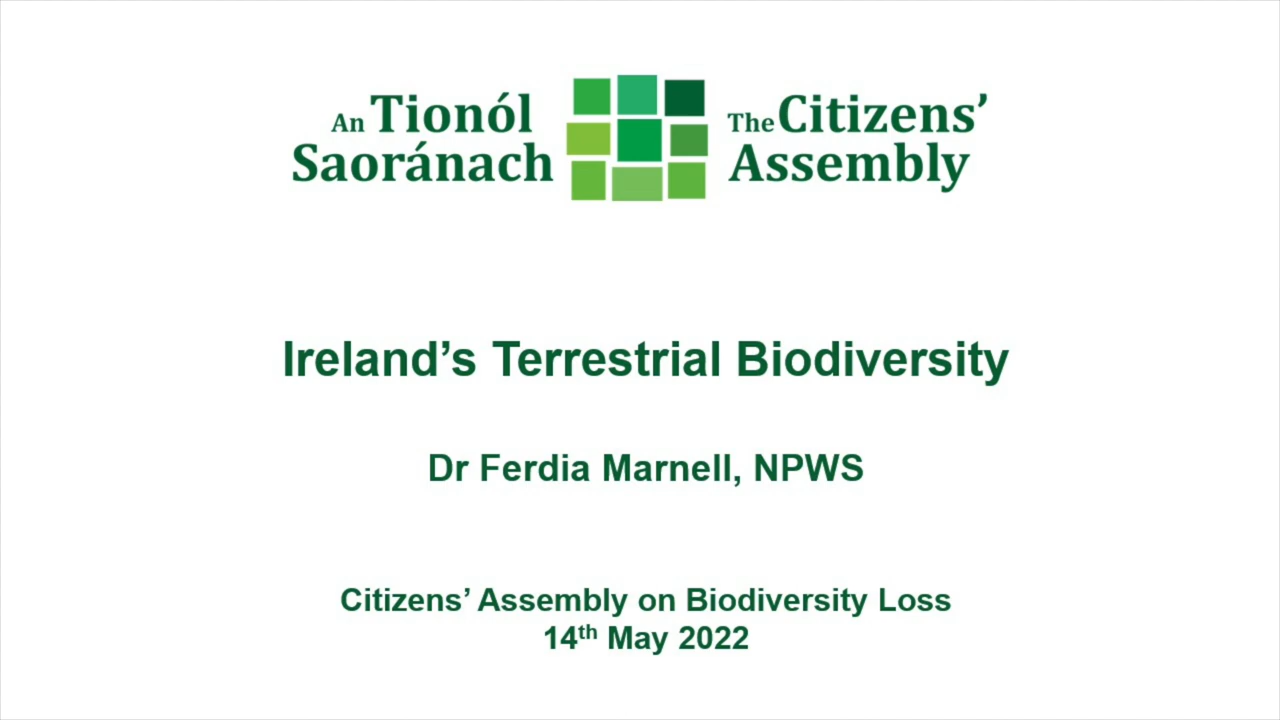 An Tionól
Saoránach
The Citizens’
Assembly
Ireland’s Terrestrial Biodiversity
Dr Ferdia Marnell, NPWS
Citizens’ Assembly on Biodiversity Loss
14th May 2022